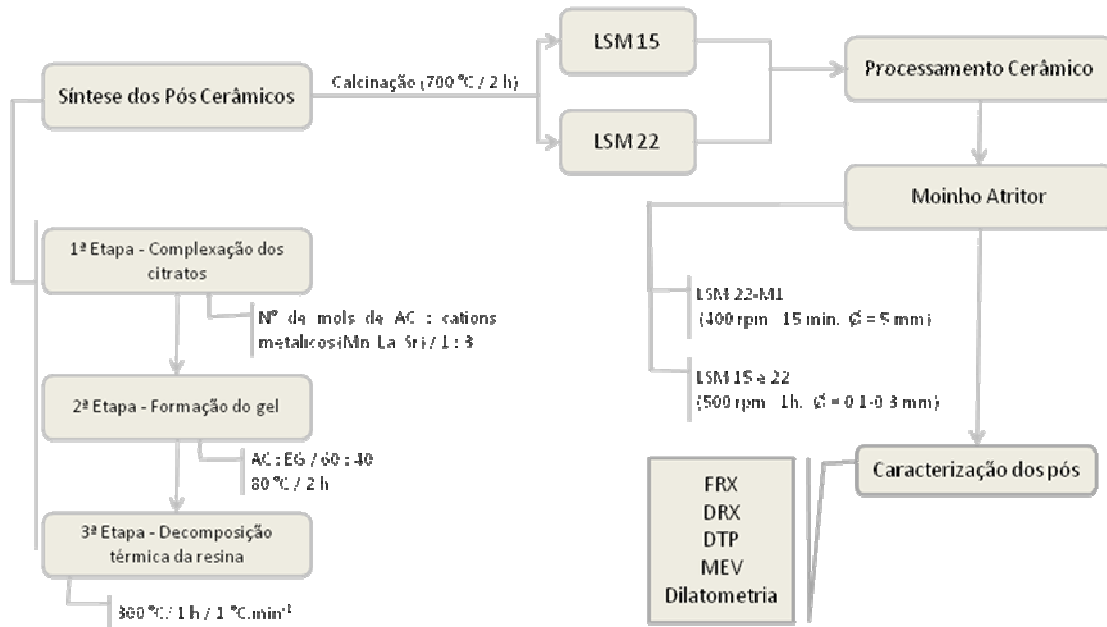 Síntese dos Pós Cerâmicos
Calcinação (700 °C / 2 h)
LSM 15
LSM 22
Processamento Cerâmico
Moinho Atritor
LSM 22-M1
(400 rpm 15 min. Ø = 5 mm)
LSM 15 e 22
(500 rpm 1h. Ø = 0 1-0 3 mm)
Caracterização dos pós
FRX
DRX
DTP
MEV
Dilatometria
1ª Etapa - Complexação dos
citratos
Nº de mols de AC : cations
metalicos(Mn La Sr) / 1 : 3
2ª Etapa - Formação do gel
AC : EG / 60 : 40
80 °C / 2 h
3ª Etapa - Decomposição
térmica da resina
300 °C / 1 h / 1 °C.min⁻¹